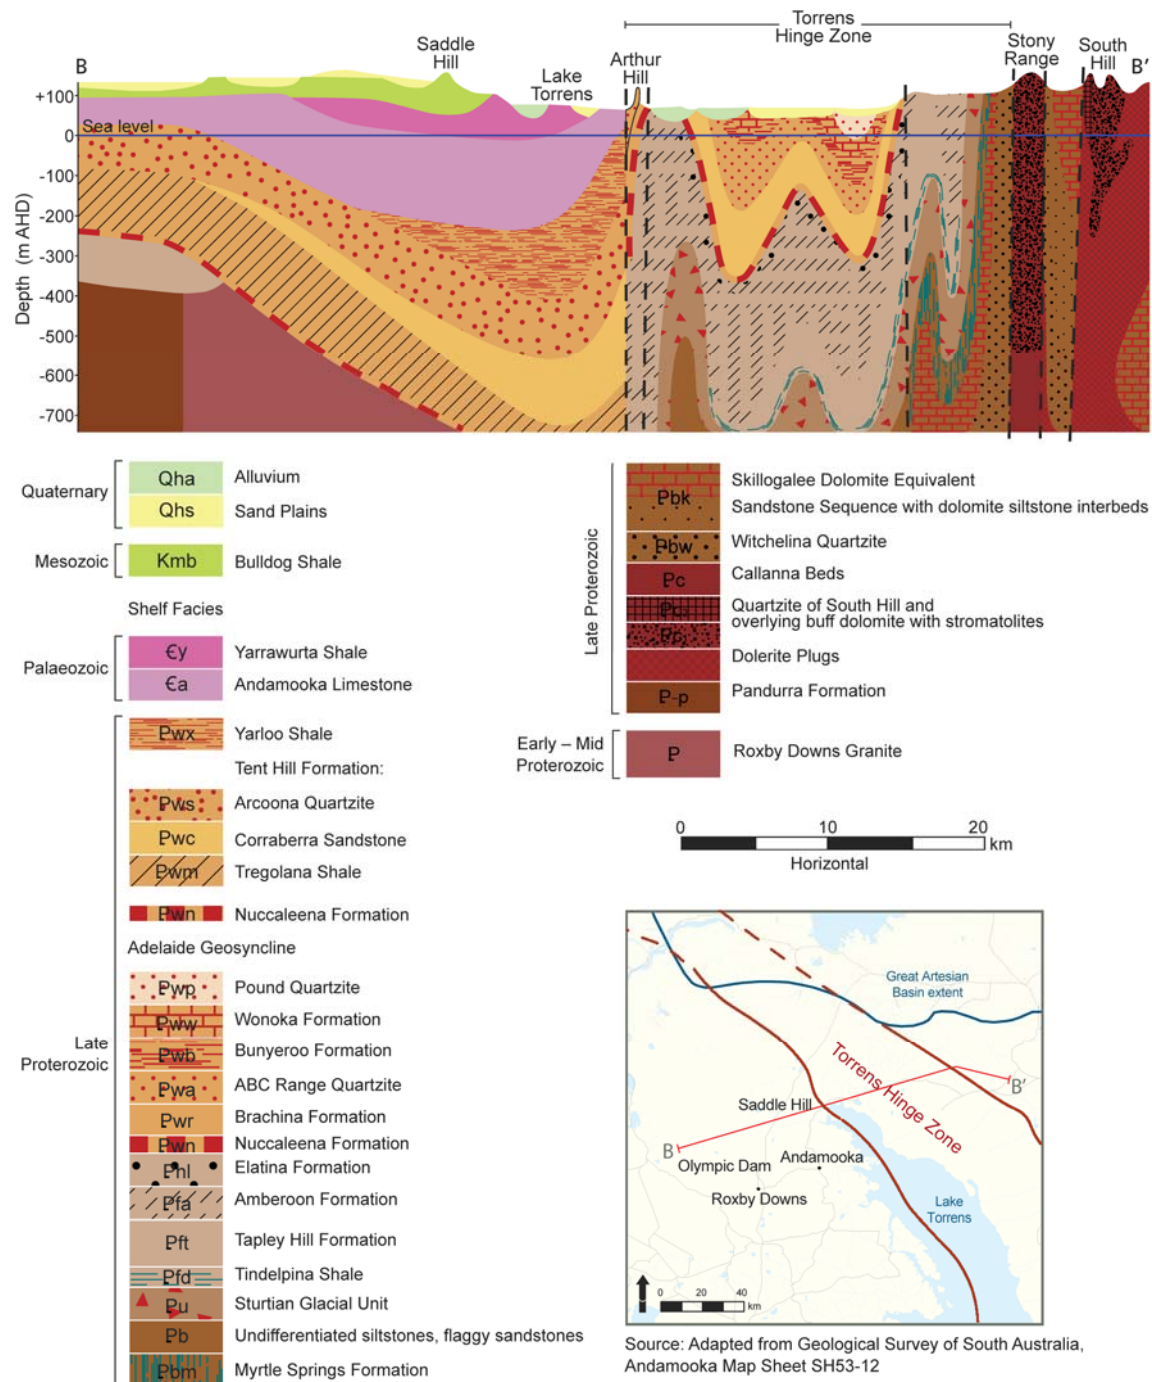 Torrens
Hinge Zone
B
Saddle
Hill
Lake
Torrens
Arthur
Hill
Stony
Range
South
Hill
B'
Depth (m AHD)
+100
0
-100
-200
-300
-400
-500
-600
-700
Sea level
Quaternary
Qha Alluvium
Qhs Sand Plains
Mesozoic
Kmb Bulldog Shale
Shelf Facies
Palaeozoic
Єy Yarrawurta Shale
Єa Andamooka Limestone
Late
Proterozoic
Pwx Yarloo Shale
Tent Hill Formation:
Pws Arcoona Quartzite
Pwc Corraberra Sandstone
Pwm Tregolana Shale
Pwn Nuccaleena Formation
Adelaide Geosyncline
Pwp Pound Quartzite
Pww Wonoka Formation
Pwb Bunyeroo Formation
Pwa ABC Range Quartzite
Pwr Brachina Formation
Pwn Nuccaleena Formation
Phl Elatina Formation
Pfa Amberoon Formation
Pft Tapley Hill Formation
Pfd Tindelpina Shale
Pu Sturtian Glacial Unit
Pb Undifferentiated siltstones, flaggy sandstones
Pbm Myrtle Springs Formation
Late Proterozoic
Pbk Skillogalee Dolomite Equivalent
Sandstone Sequence with dolomite siltstone interbeds
Pbw Witchelina Quartzite
Pc Callanna Beds
Quartzite of South Hill and
overlying buff dolomite with stromatolites
Dolerite Plugs
P-p Pandurra Formation
Early – Mid
Proterozoic
P Roxby Downs Granite
0 10 20
km
Horizontal
Great Artesian
Basin extent
Torrens Hinge Zone
B'
Saddle Hill
B
Olympic Dam
Andamooka
Roxby Downs
Lake
Torrens
0 20 40
km
Source: Adapted from Geological Survey of South Australia,
Andamooka Map Sheet SH53-12